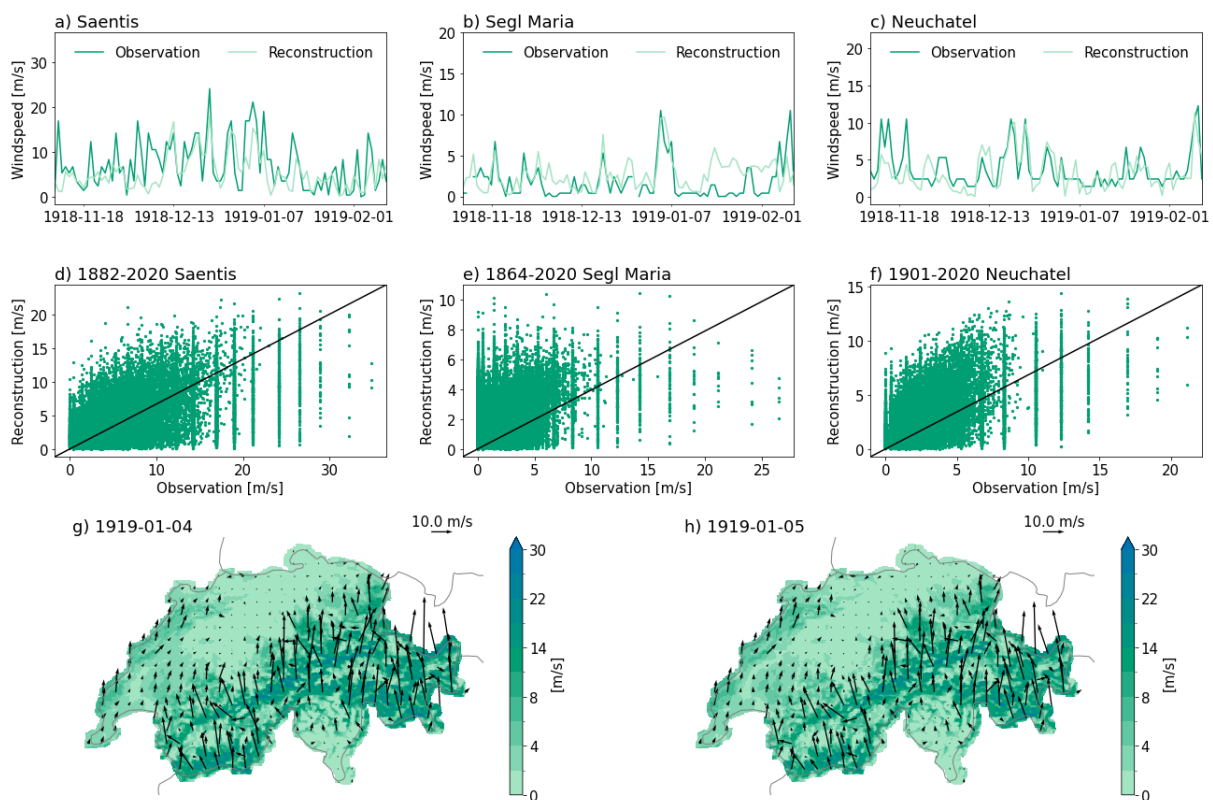 a) Saentis
Observation
Reconstruction
Windspeed [m/s]
30
20
10
0
1918-11-18 1918-12-13 1919-01-07 1919-02-01
b) Segl Maria
Observation
Reconstruction
Windspeed [m/s]
20
15
10
5
0
1918-11-18 1918-12-13 1919-01-07 1919-02-01
c) Neuchatel
Observation
Reconstruction
Windspeed [m/s]
20
15
10
5
0
1918-11-18 1918-12-13 1919-01-07 1919-02-01
d) 1882-2020 Saentis
Reconstruction [m/s]
20
15
10
5
0
0 10 20 30
Observation [m/s]
e) 1864-2020 Segl Maria
Reconstruction [m/s]
10
8
6
4
2
0
0 5 10 15 20 25
Observation [m/s]
f) 1901-2020 Neuchatel
Reconstruction [m/s]
15
10
5
0
0 5 10 15 20
Observation [m/s]
g) 1919-01-04
10.0 m/s
30
22
14
8
4
0
[m/s]
h) 1919-01-05
10.0 m/s
30
22
14
8
4
0
[m/s]